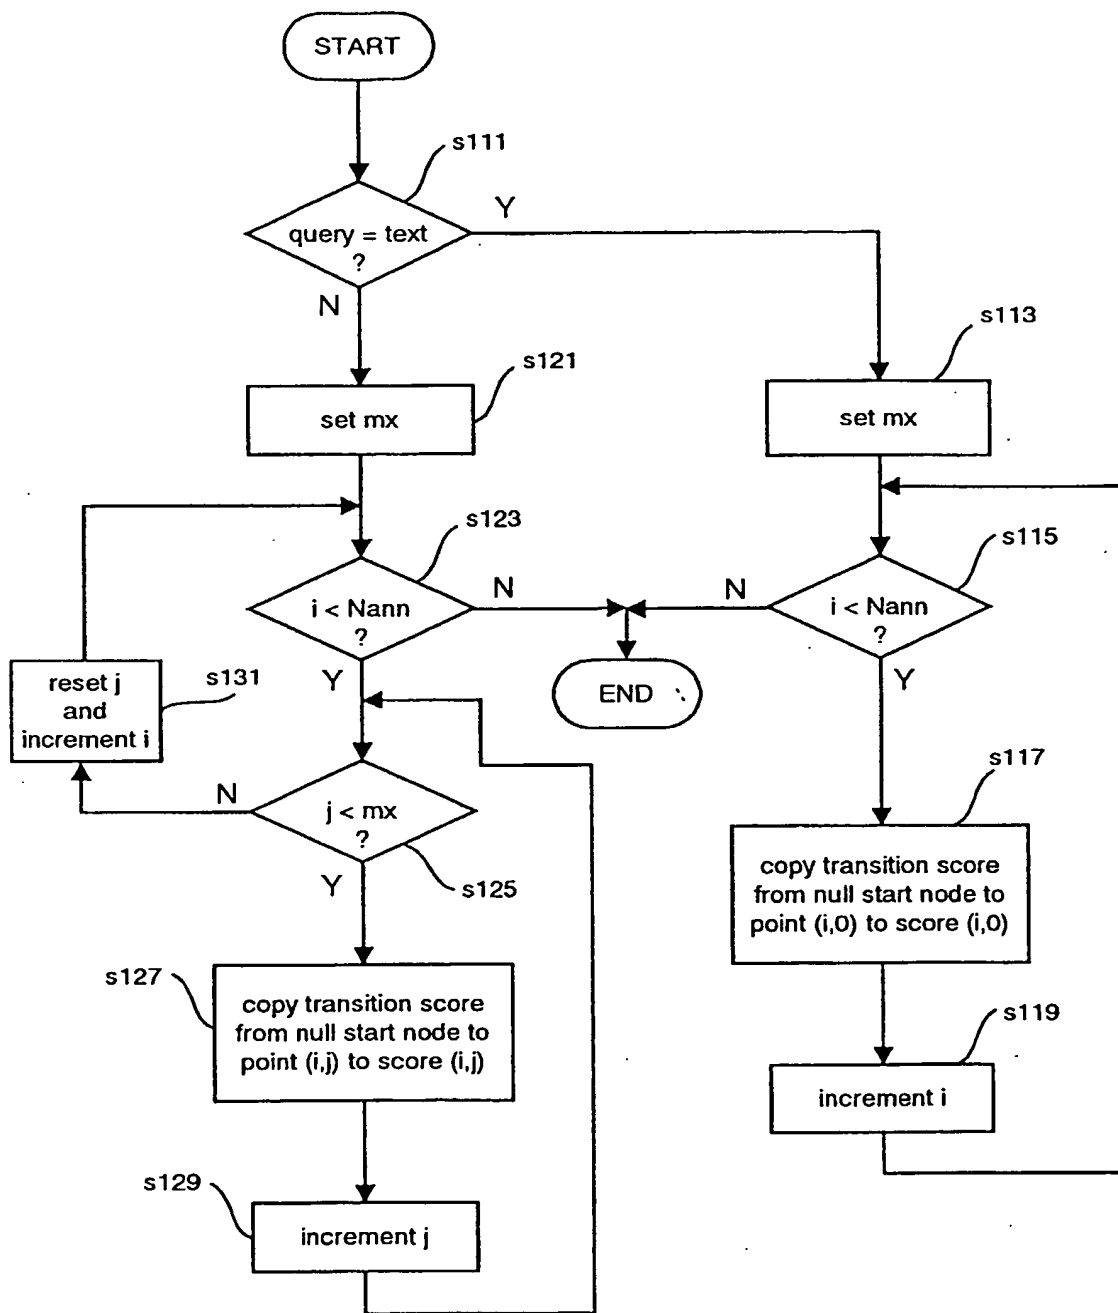 START
s111
query = text
?
Y
N
s113
s121
set mx
set mx
s123
s115
i < Nann
?
N
N
i < Nann
?
reset j
and
increment i
s131
Y
END
Y
N
j < mx
?
s117
Y
s125
copy transition score
from null start node to
point (i,0) to score (i,0)
s127
copy transition score
from null start node to
point (i,j) to score (i,j)
s119
increment i
s129
increment j